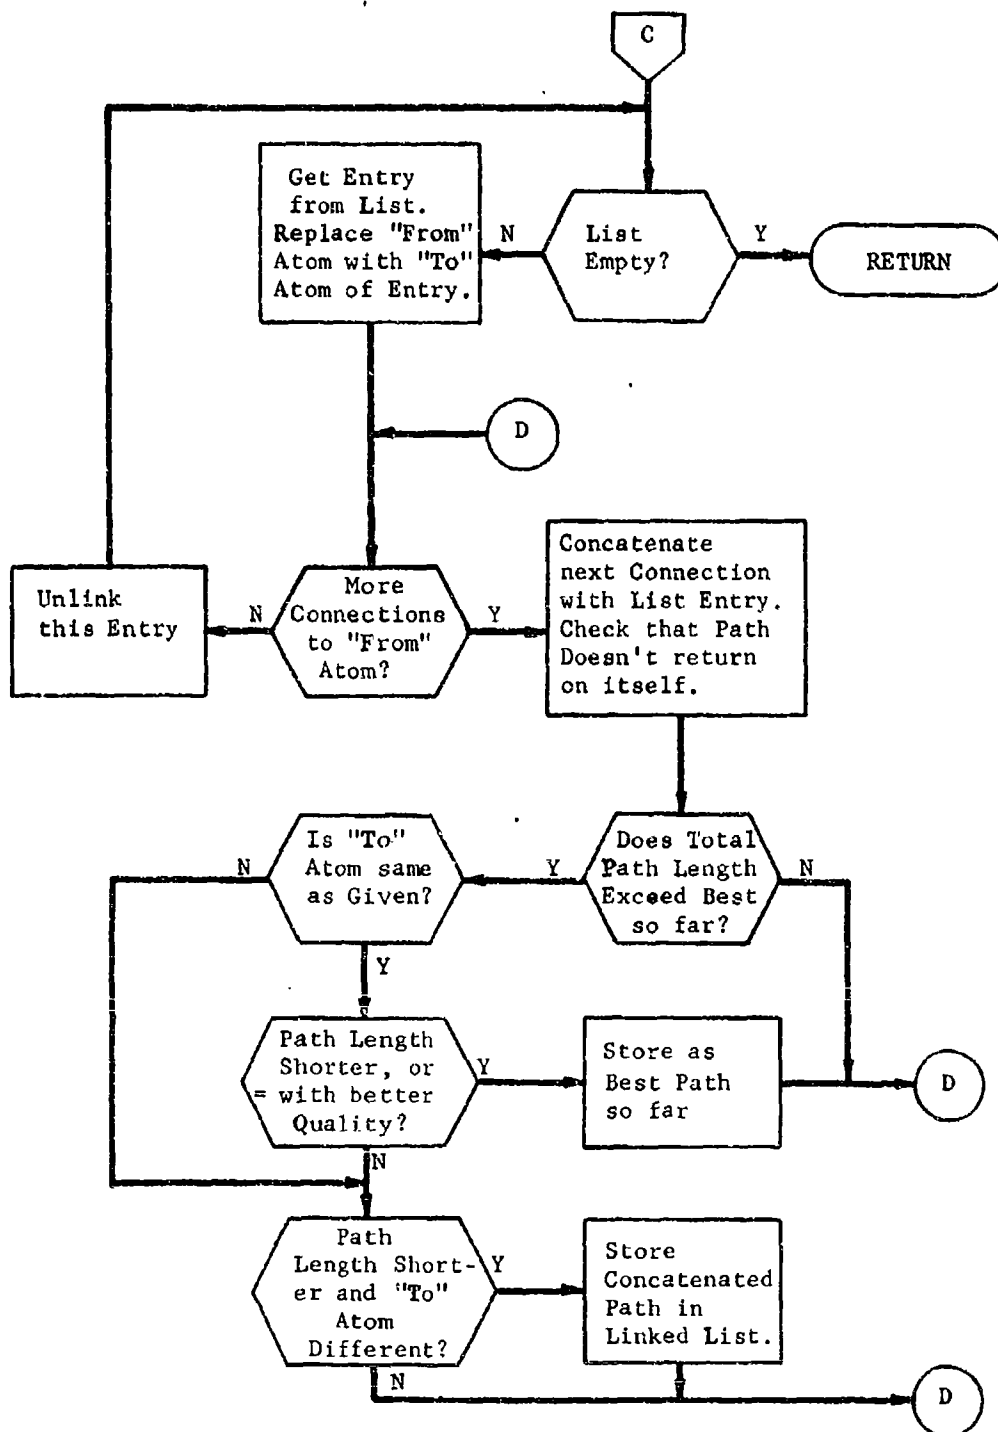 C
Get Entry
from List.
Replace "From"
Atom with "To"
Atom of Entry.
N
List
Empty?
Y
RETURN
D
Unlink
this Entry
N
More
Connections
to "From"
Atom?
Y
Concatenate
next Connection
with List Entry.
Check that Path
Doesn't return
on itself.
N
Is "To"
Atom same
as Given?
Y
Does Total
Path Length
Exceed Best
so far?
N
Y
Path Length
Shorter, or
= with better
Quality?
Y
Store as
Best Path
so far
D
N
Path
Length Short-
er and "To"
Atom
Different?
Y
Store
Concatenated
Path in
Linked List.
N
D